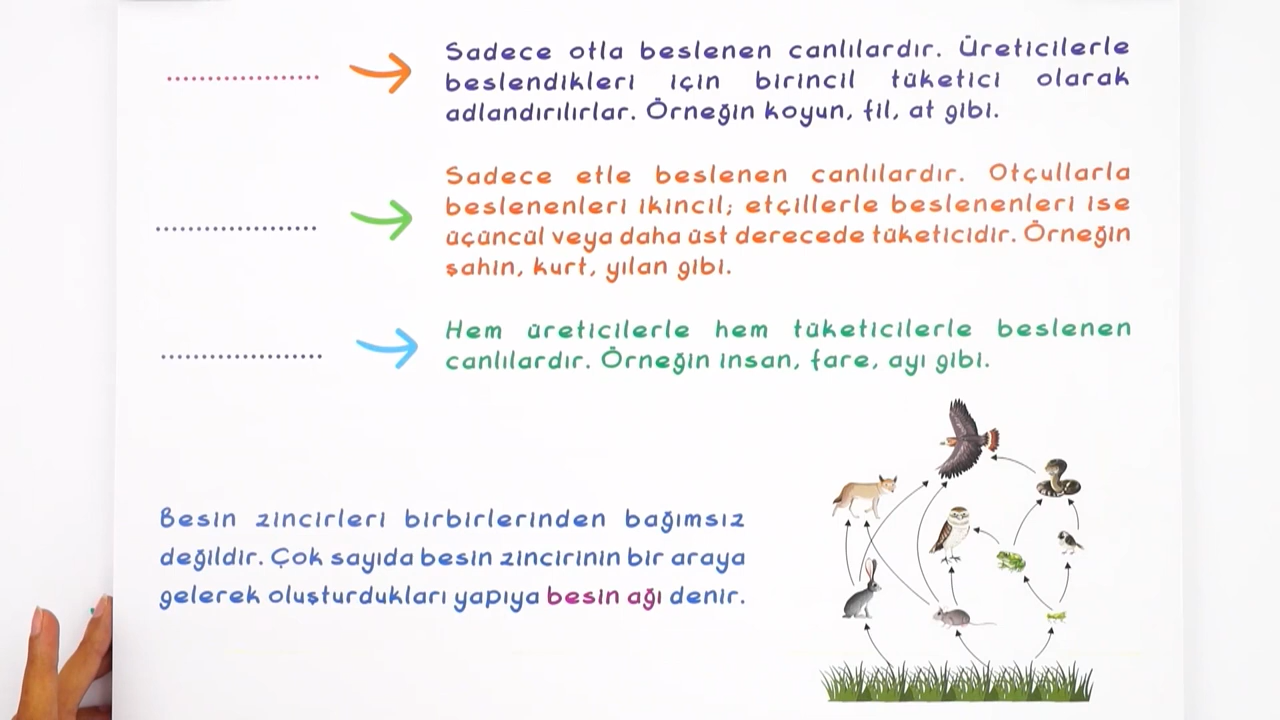 Sadece otla beslenen canlılardır. Üreticilerle
beslendikleri için birincil tüketici olarak
adlandırılırlar. Örneğin koyun, fil, at gibi.
Sadece etle beslenen canlılardır. Otçullarla
beslenenleri ikincil; etçillerle beslenenleri ise
üçüncül veya daha üst derecede tüketicidir. Örneğin
şahin, kurt, yılan gibi.
Hem üreticilerle hem tüketicilerle beslenen
canlılardır. Örneğin insan, fare, ayı gibi.
Besin zincirleri birbirlerinden bağımsız
değildir. Çok sayıda besin zincirinin bir araya
gelerek oluşturdukları yapıya besin ağı denir.